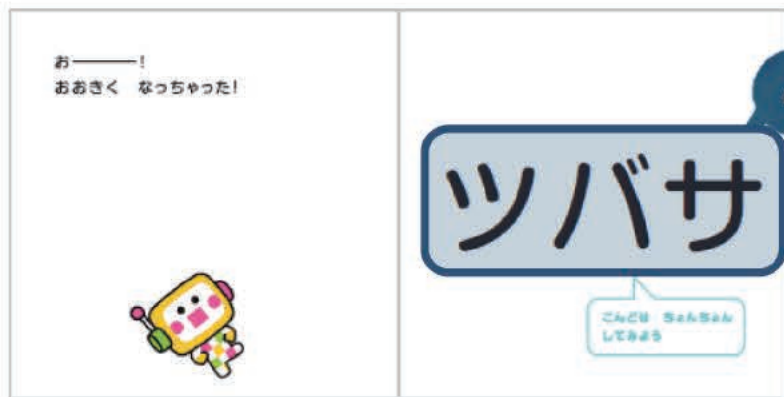 お―――!
おおきく なっちゃった!
ツバサ
こんどは ちょんちょん
してみよう